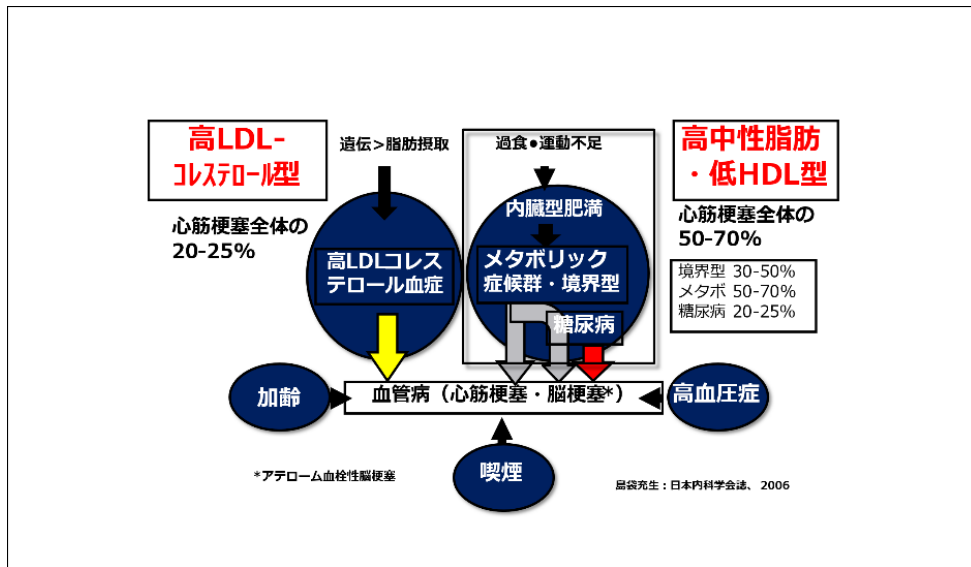 高LDL-
コレステロール型
心筋梗塞全体の
20-25%
遺伝>脂肪摂取
高LDLコレス
テロール血症
過食●運動不足
内臓型肥満
メタボリック
症候群・境界型
糖尿病
高中性脂肪
・低HDL型
心筋梗塞全体の
50-70%
境界型 30-50%
メタボ 50-70%
糖尿病 20-25%
加齢
血管病（心筋梗塞・脳梗塞*）
高血圧症
喫煙
*アテローム血栓性脳梗塞
島袋充生：日本内科学会誌、2006